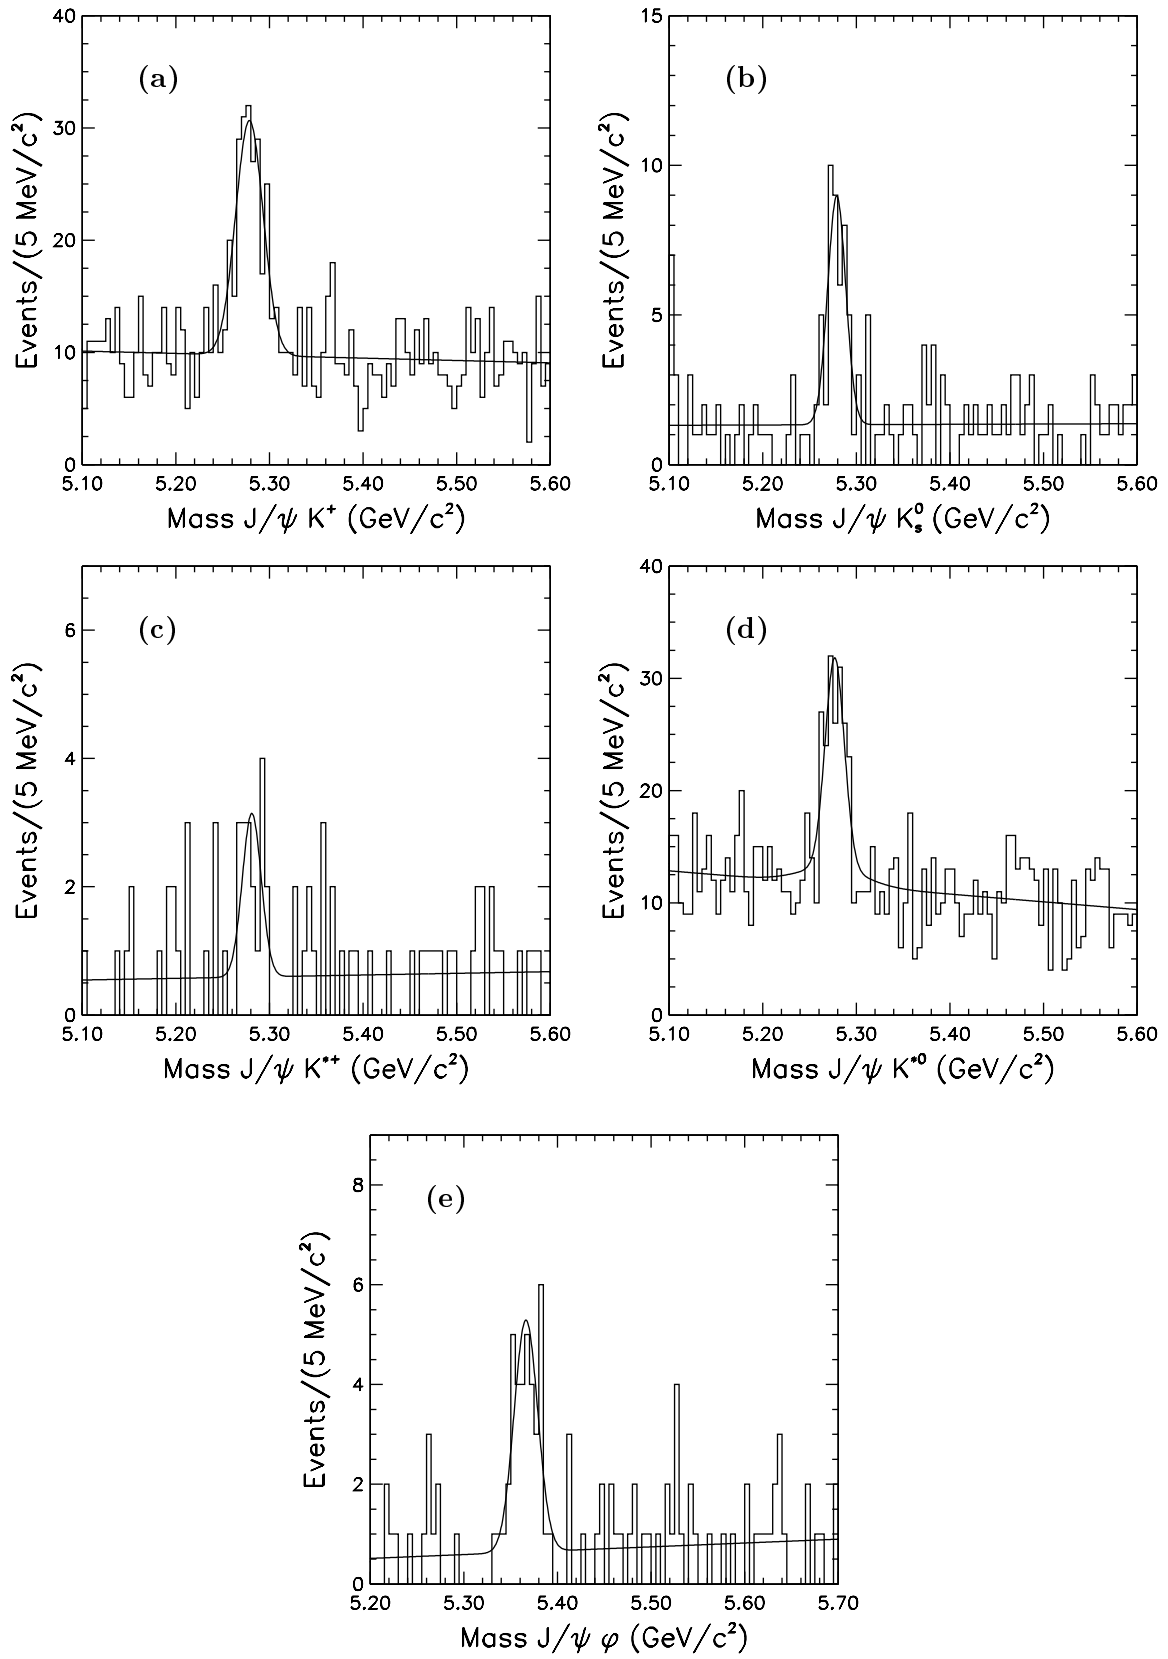 (a)
Events/(5 MeV/c²)
40
30
20
10
0
5.10 5.20 5.30 5.40 5.50 5.60
Mass J/ψ K⁺ (GeV/c²)
(b)
Events/(5 MeV/c²)
15
10
5
0
5.10 5.20 5.30 5.40 5.50 5.60
Mass J/ψ K⁰ₛ (GeV/c²)
(c)
Events/(5 MeV/c²)
6
4
2
0
5.10 5.20 5.30 5.40 5.50 5.60
Mass J/ψ K*⁺ (GeV/c²)
(d)
Events/(5 MeV/c²)
40
30
20
10
0
5.10 5.20 5.30 5.40 5.50 5.60
Mass J/ψ K*⁰ (GeV/c²)
(e)
Events/(5 MeV/c²)
8
6
4
2
0
5.20 5.30 5.40 5.50 5.60 5.70
Mass J/ψ φ (GeV/c²)